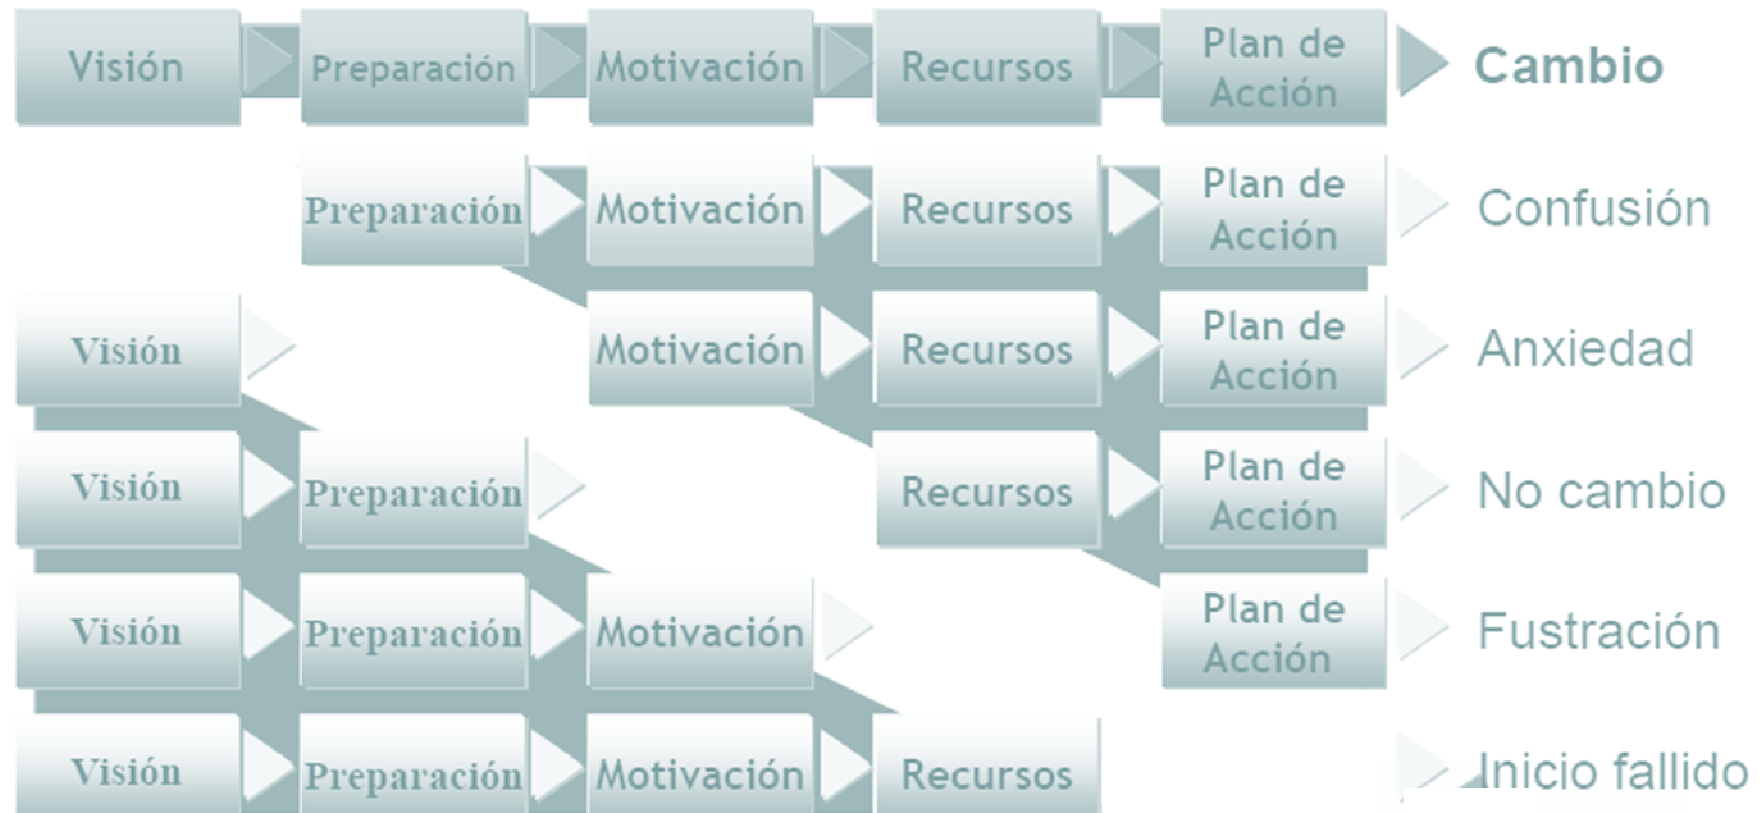 Visión Preparación Motivación Recursos Plan de Acción Cambio
Preparación Motivación Recursos Plan de Acción Confusión
Visión Motivación Recursos Plan de Acción Anxiedad
Visión Preparación Recursos Plan de Acción No cambio
Visión Preparación Motivación Plan de Acción Fustración
Visión Preparación Motivación Recursos Inicio fallido